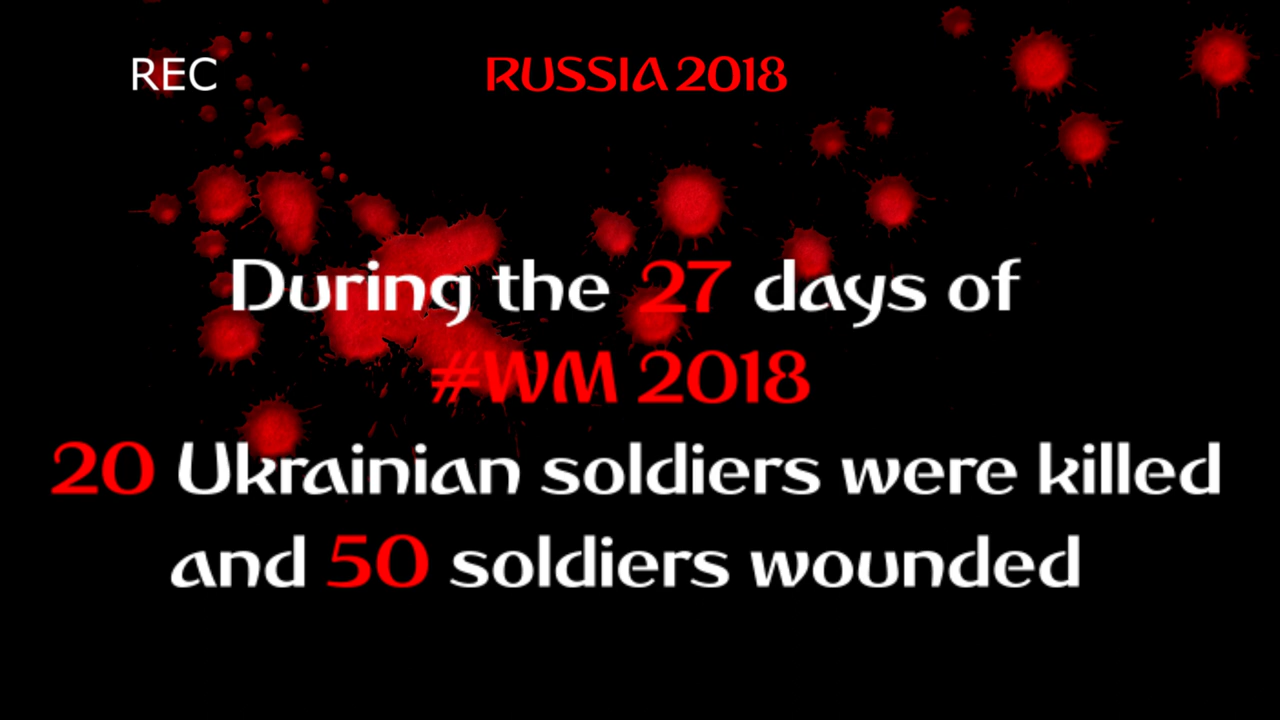 REC
RUSSIA 2018
During the 27 days of
#WM 2018
20 Ukrainian soldiers were killed
and 50 soldiers wounded